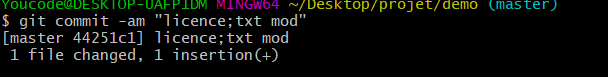 Youcode@DESKTOP-UAFP1DM MINGW64 ~/Desktop/projet/demo (master)
$ git commit -am "licence;txt mod"
[master 44251c1] licence;txt mod
 1 file changed, 1 insertion(+)